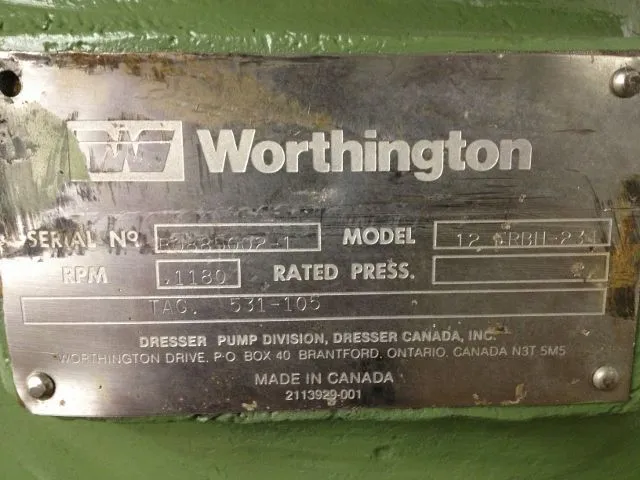 Worthington
SERIAL Nº MODEL 12
RPM 1180 RATED PRESS.
TAG. 531-105
DRESSER PUMP DIVISION, DRESSER CANADA, INC.
WORTHINGTON DRIVE, P.O. BOX 40 BRANTFORD, ONTARIO, CANADA N3T 5M5
MADE IN CANADA
2113929-001